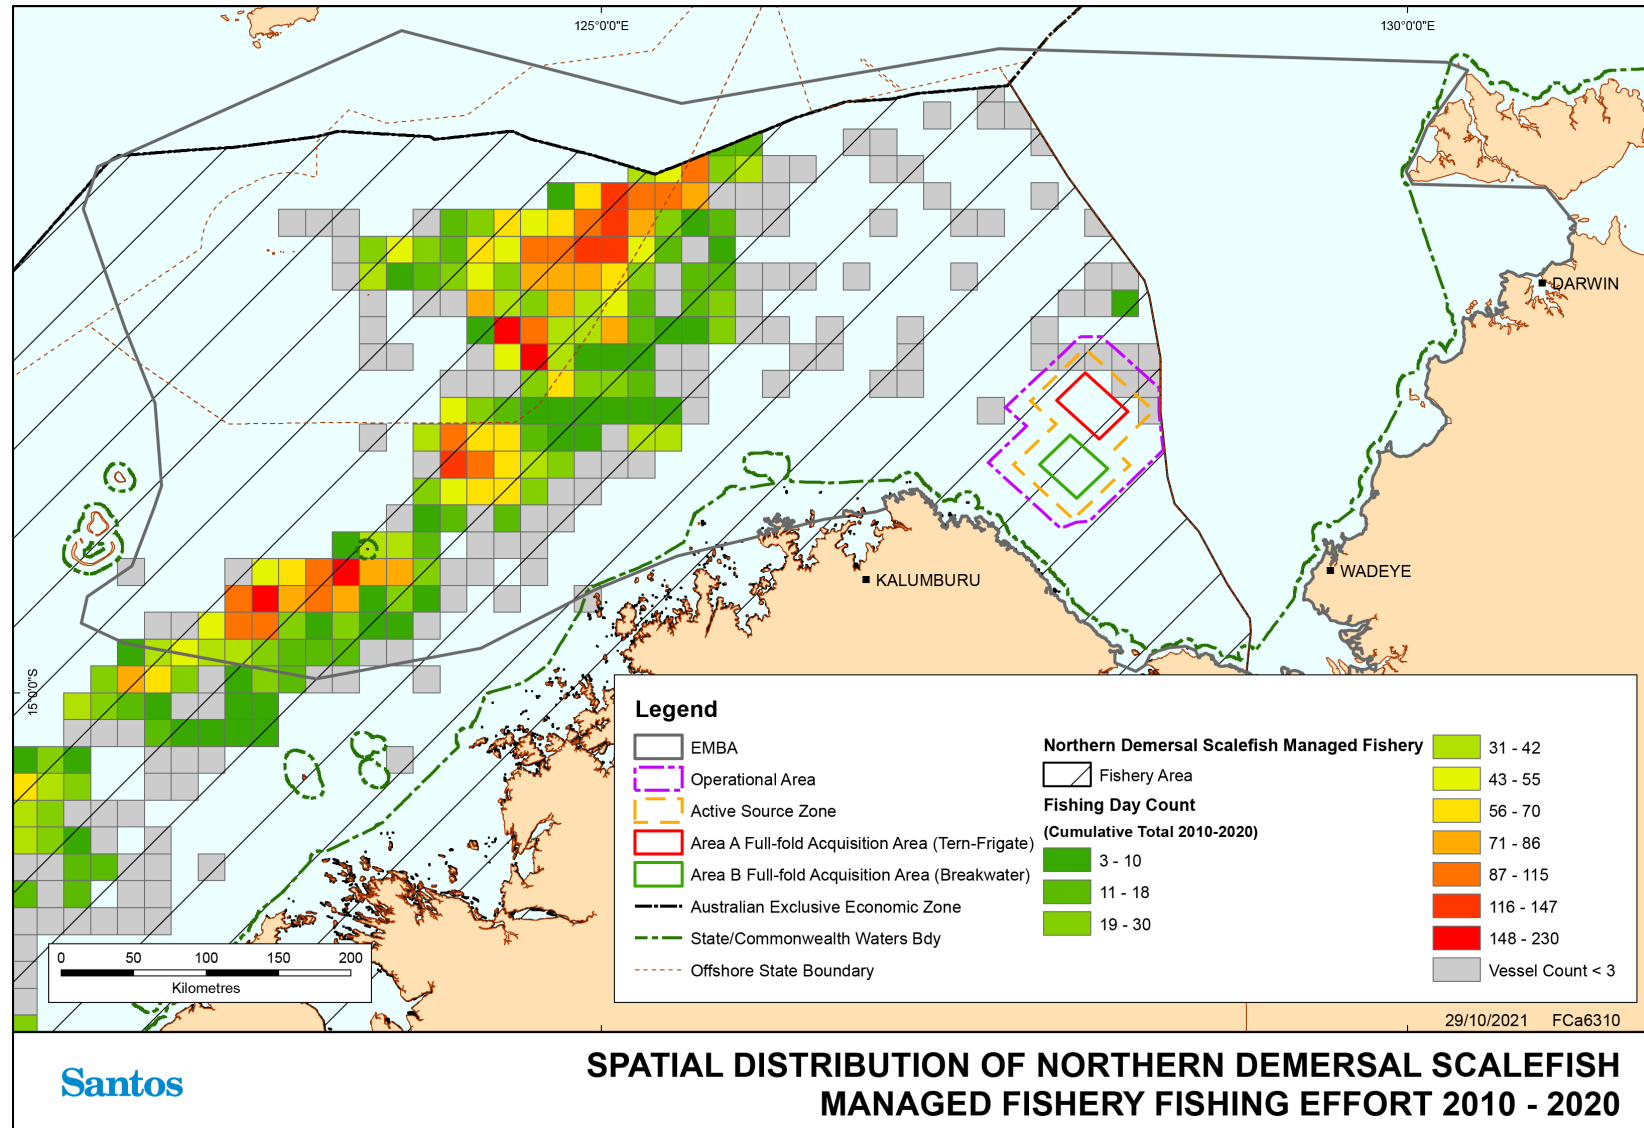 125°0'0"E
130°0'0"E
DARWIN
WADEYE
KALUMBURU
15°0'0"S
Legend
EMBA
Operational Area
Active Source Zone
Area A Full-fold Acquisition Area (Tern-Frigate)
Area B Full-fold Acquisition Area (Breakwater)
Australian Exclusive Economic Zone
State/Commonwealth Waters Bdy
Offshore State Boundary
Northern Demersal Scalefish Managed Fishery
Fishery Area
Fishing Day Count
(Cumulative Total 2010-2020)
3 - 10
11 - 18
19 - 30
31 - 42
43 - 55
56 - 70
71 - 86
87 - 115
116 - 147
148 - 230
Vessel Count < 3
0 50 100 150 200
Kilometres
29/10/2021 FCa6310
Santos
SPATIAL DISTRIBUTION OF NORTHERN DEMERSAL SCALEFISH
MANAGED FISHERY FISHING EFFORT 2010 - 2020